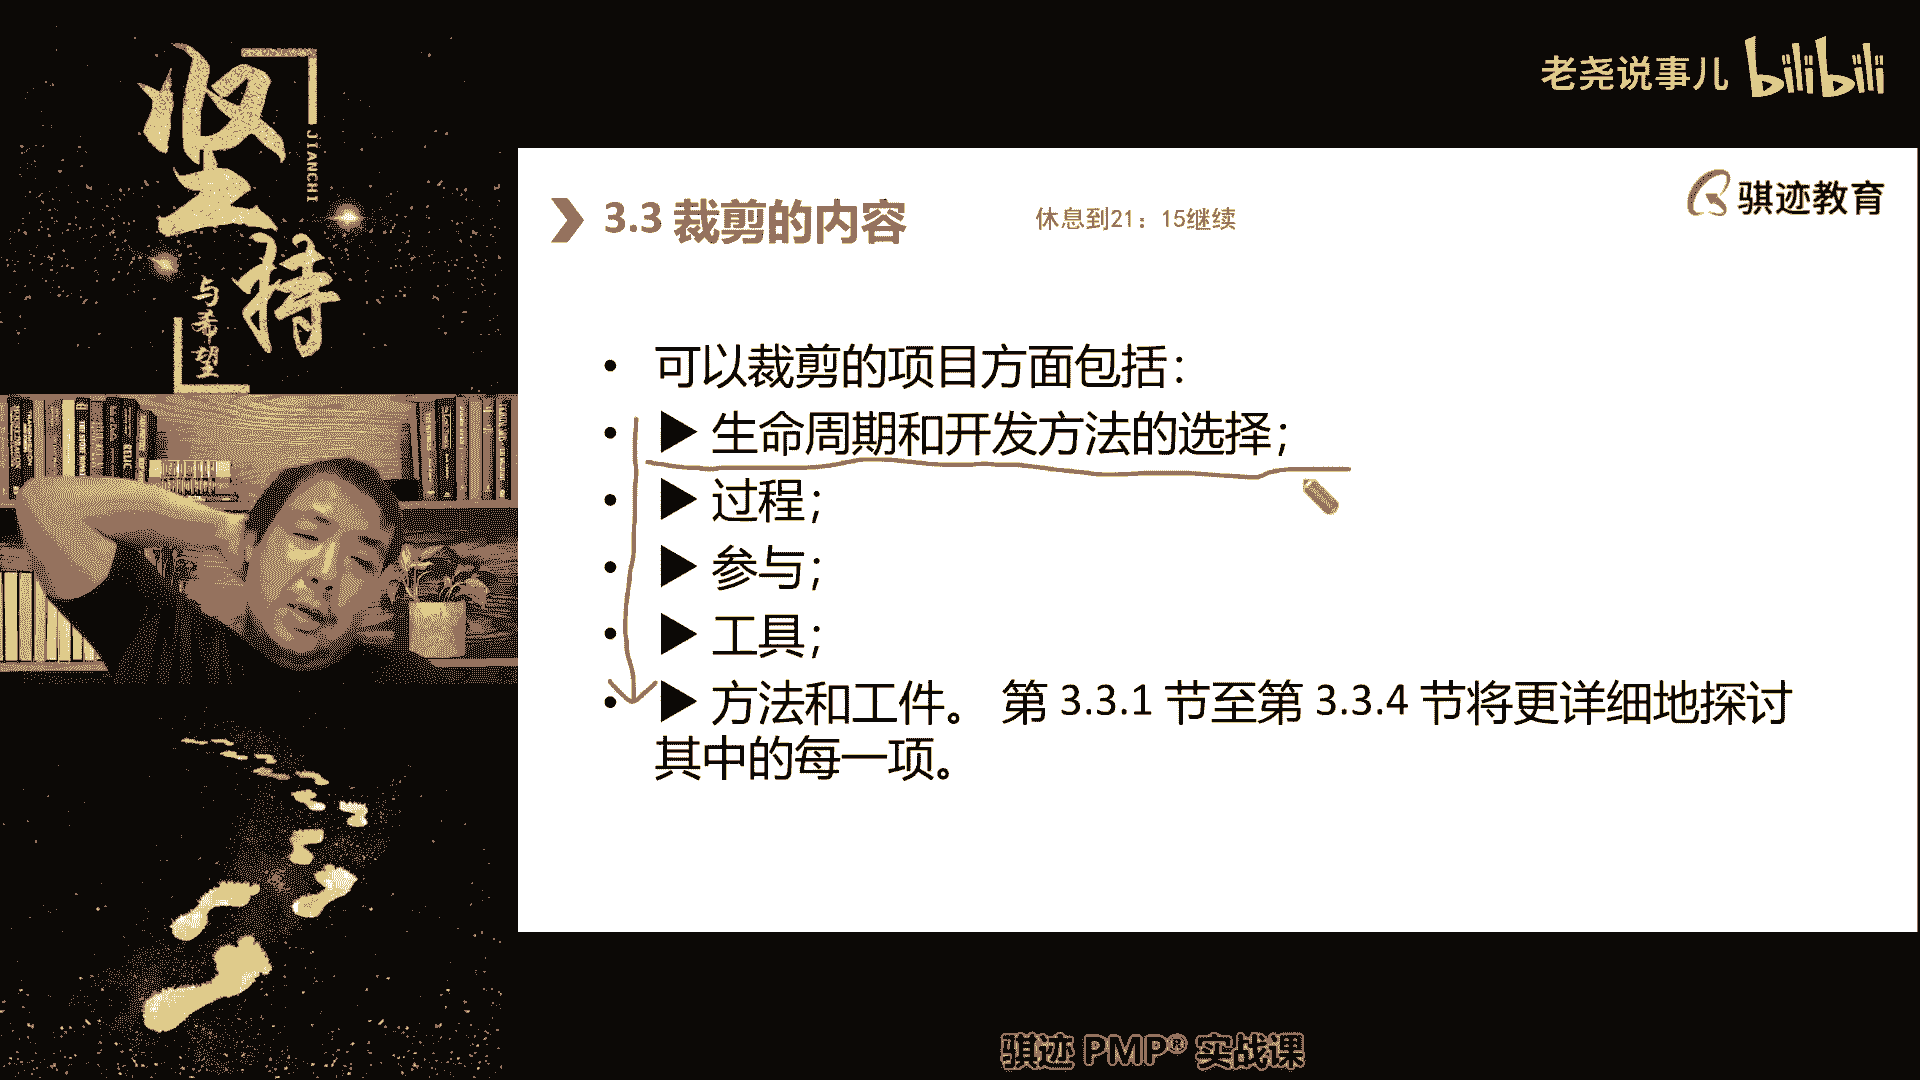 坚持
JIANCHI
与希望
老尧说事儿 bilibili
骐迹教育
3.3 裁剪的内容
休息到21：15继续
• 可以裁剪的项目方面包括：
• ▶ 生命周期和开发方法的选择；
• ▶ 过程；
• ▶ 参与；
• ▶ 工具；
• ▶ 方法和工件。 第 3.3.1 节至第 3.3.4 节将更详细地探讨
其中的每一项。
骐迹 PMP® 实战课